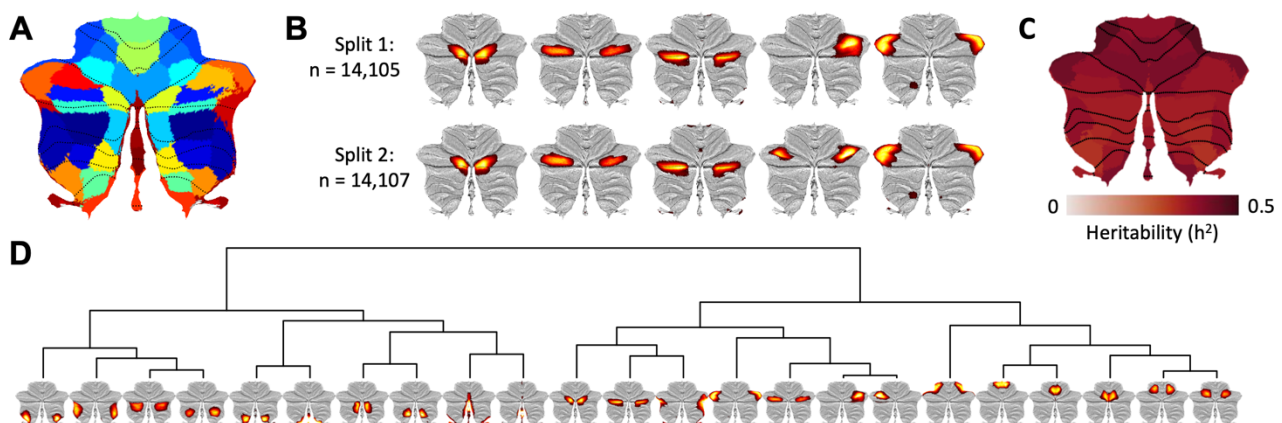 A
B
Split 1:
n = 14,105
Split 2:
n = 14,107
C
0
0.5
Heritability (h²)
D